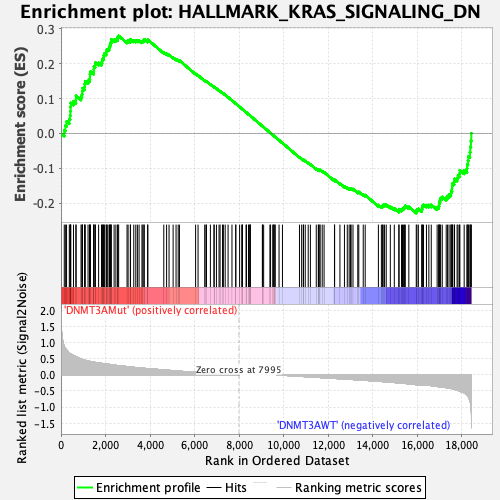 Enrichment plot: HALLMARK_KRAS_SIGNALING_DN
Enrichment score (ES)
0.3
0.2
0.1
0.0
-0.1
-0.2
Ranked list metric (Signal2Noise)
2.0
1.5
1.0
0.5
0.0
-0.5
-1.0
-1.5
'DNMT3AMut' (positively correlated)
Zero cross at 7995
'DNMT3AWT' (negatively correlated)
0
2,000
4,000
6,000
8,000
10,000
12,000
14,000
16,000
18,000
Rank in Ordered Dataset
Enrichment profile
Hits
Ranking metric scores